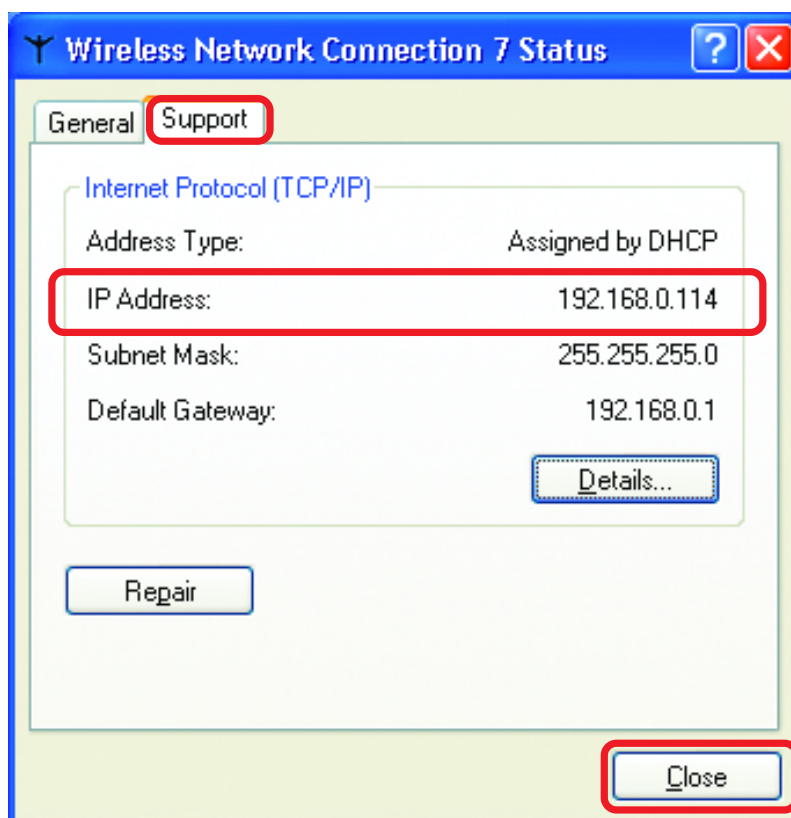 Wireless Network Connection 7 Status
?
General Support
Internet Protocol (TCP/IP)
Address Type: Assigned by DHCP
IP Address: 192.168.0.114
Subnet Mask: 255.255.255.0
Default Gateway: 192.168.0.1
Details...
Repair
Close